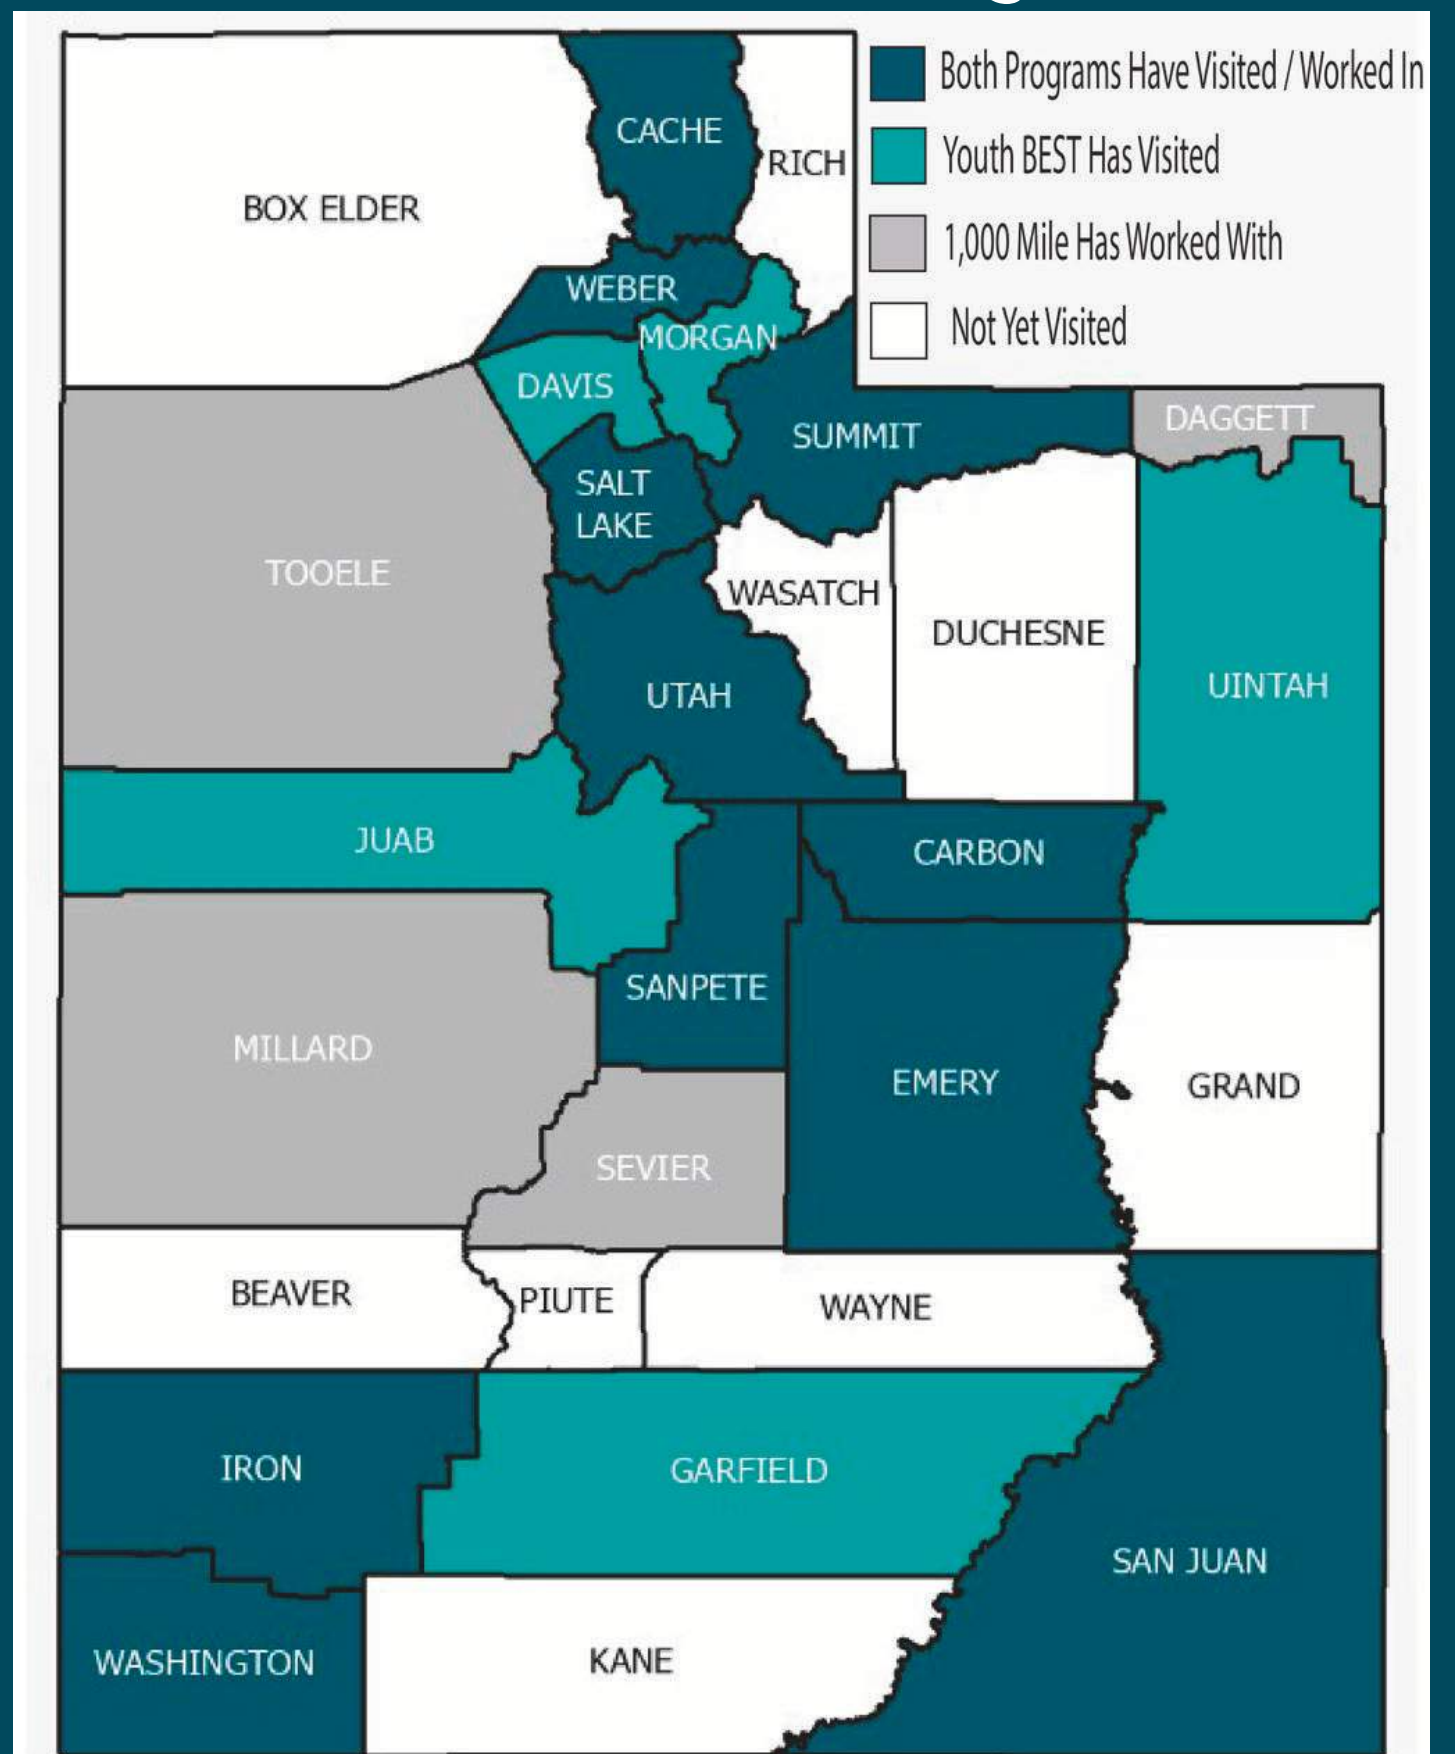 CACHE
RICH
BOX ELDER
WEBER
MORGAN
DAVIS
SUMMIT
DAGGETT
SALT
LAKE
TOOELE
WASATCH
DUCHESNE
UINTAH
UTAH
JUAB
CARBON
SANPETE
MILLARD
EMERY
GRAND
SEVIER
BEAVER
PIUTE
WAYNE
IRON
GARFIELD
SAN JUAN
WASHINGTON
KANE
Both Programs Have Visited / Worked In
Youth BEST Has Visited
1,000 Mile Has Worked With
Not Yet Visited